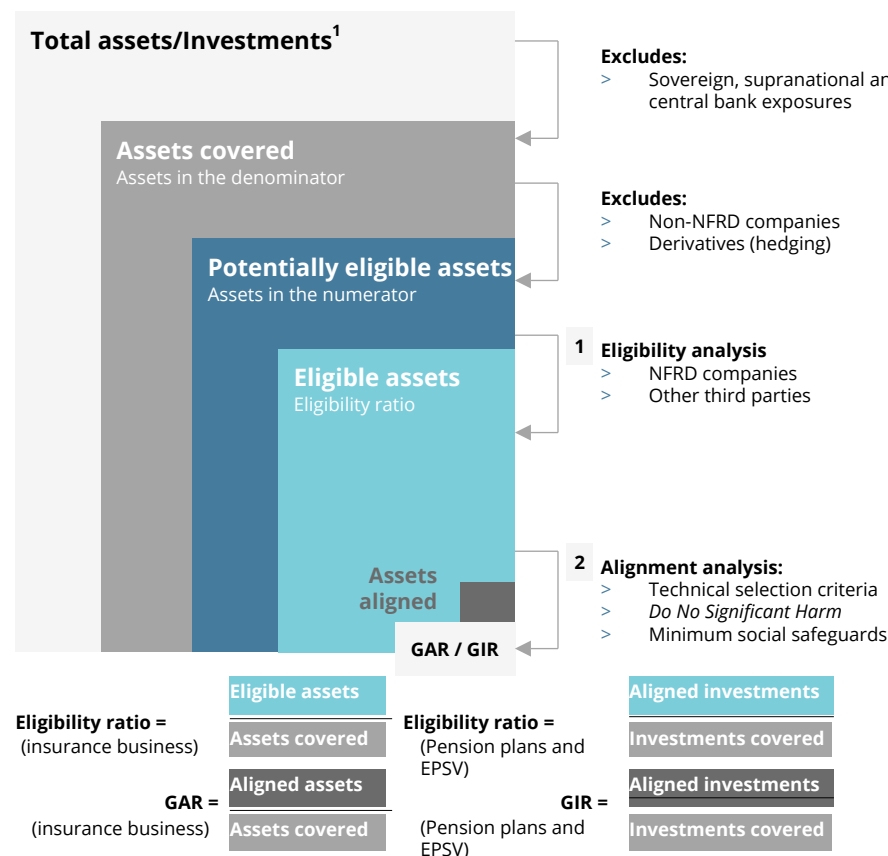 Total assets/Investments1
Excludes:
> Sovereign, supranational an
central bank exposures
Assets covered
Assets in the denominator
Excludes:
> Non-NFRD companies
> Derivatives (hedging)
Potentially eligible assets
Assets in the numerator
1 Eligibility analysis
> NFRD companies
> Other third parties
Eligible assets
Eligibility ratio
2 Alignment analysis:
> Technical selection criteria
> Do No Significant Harm
> Minimum social safeguards
Assets
aligned
GAR / GIR
Eligibility ratio =
(insurance business)
Eligible assets
Assets covered
Eligibility ratio =
(Pension plans and
EPSV)
Aligned investments
Investments covered
GAR =
(insurance business)
Aligned assets
Assets covered
GIR =
(Pension plans and
EPSV)
Aligned investments
Investments covered